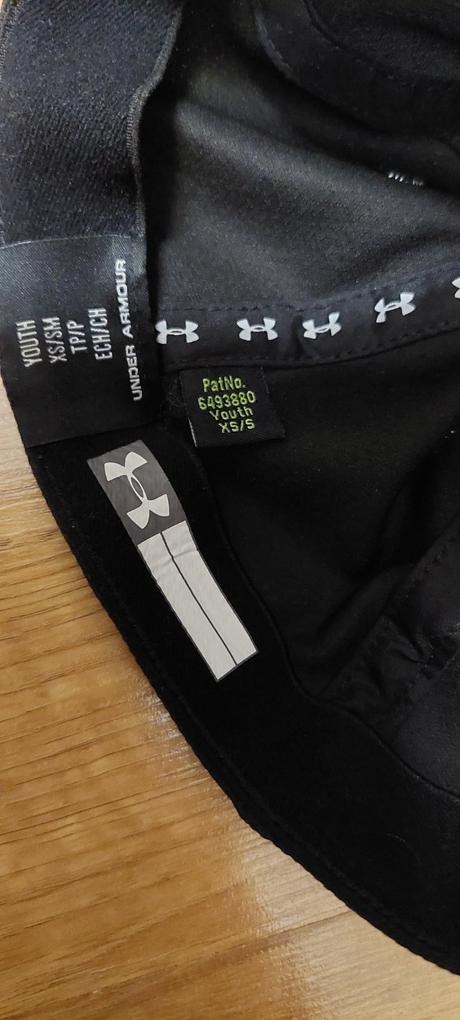 YOUTH
XS/SM
TP/P
ECH/CH
UNDER ARMOUR
PatNo.
6493880
Youth
XS/S